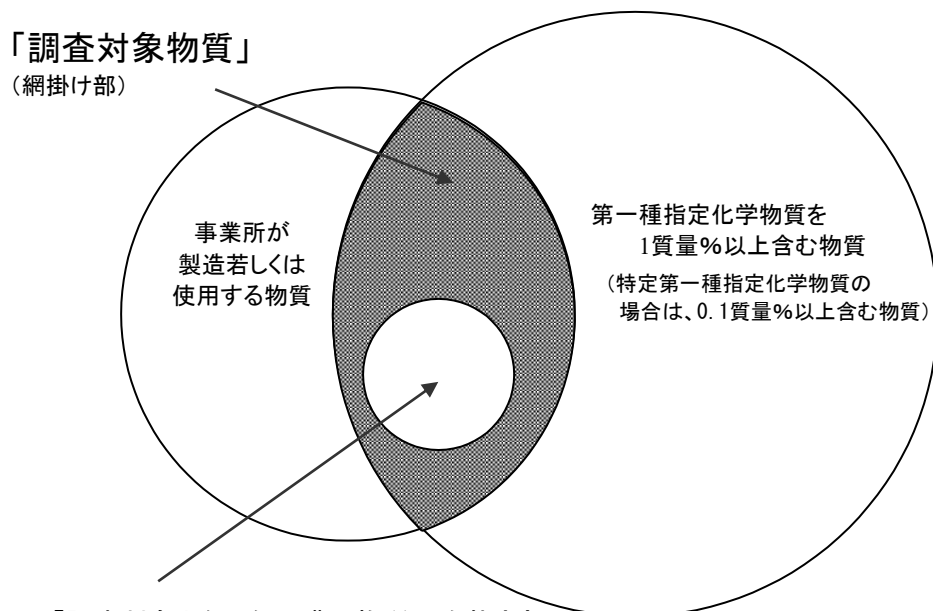 「調査対象物質」
（網掛け部）
事業所が
製造若しくは
使用する物質
第一種指定化学物質を
1質量%以上含む物質
（特定第一種指定化学物質の
場合は、0.1質量%以上含む物質）